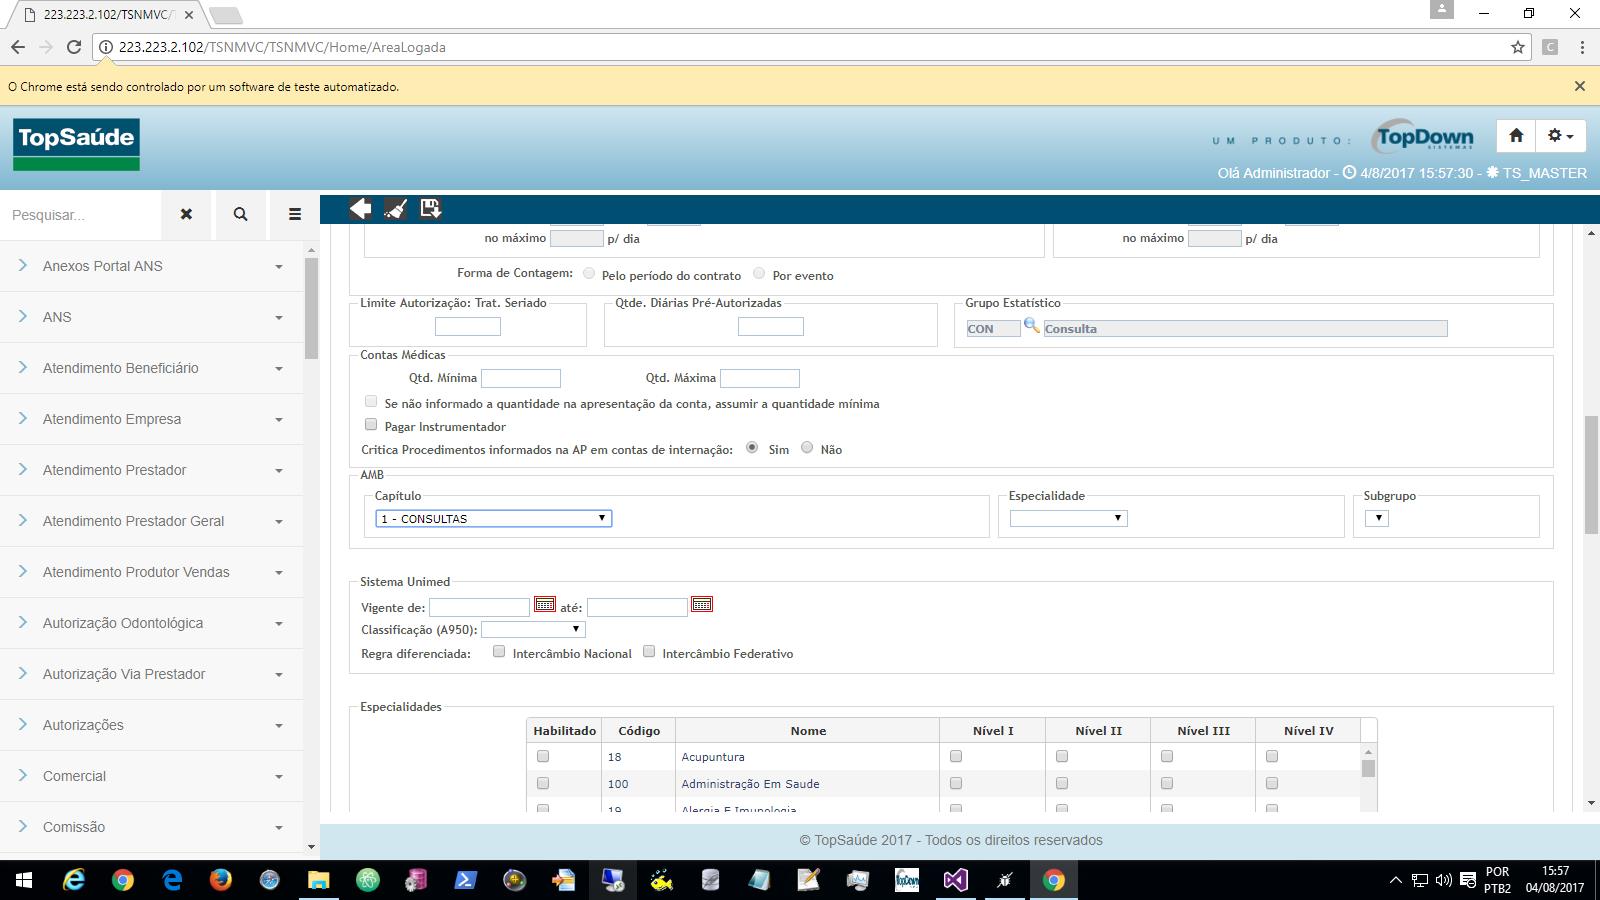 223.223.2.102/TSNMVC/T
223.223.2.102/TSNMVC/TSNMVC/Home/AreaLogada
O Chrome está sendo controlado por um software de teste automatizado.
TopSaúde
UM PRODUTO:
TopDown
SISTEMAS
Olá Administrador - 4/8/2017 15:57:30 - TS_MASTER
Pesquisar...
Anexos Portal ANS
ANS
Atendimento Beneficiário
Atendimento Empresa
Atendimento Prestador
Atendimento Prestador Geral
Atendimento Produtor Vendas
Autorização Odontológica
Autorização Via Prestador
Autorizações
Comercial
Comissão
no máximo p/ dia
no máximo p/ dia
Forma de Contagem: Pelo período do contrato Por evento
Limite Autorização: Trat. Seriado
Qtde. Diárias Pré-Autorizadas
Grupo Estatístico
CON Consulta
Contas Médicas
Qtd. Mínima Qtd. Máxima
Se não informado a quantidade na apresentação da conta, assumir a quantidade mínima
Pagar Instrumentador
Critica Procedimentos informados na AP em contas de internação: Sim Não
AMB
Capítulo
1 - CONSULTAS
Especialidade
Subgrupo
Sistema Unimed
Vigente de: até:
Classificação (A950):
Regra diferenciada: Intercâmbio Nacional Intercâmbio Federativo
Especialidades
Habilitado Código Nome Nível I Nível II Nível III Nível IV
18 Acupuntura
100 Administração Em Saude
19 Alergia E Imunologia
© TopSaúde 2017 - Todos os direitos reservados
POR
PTB2
15:57
04/08/2017